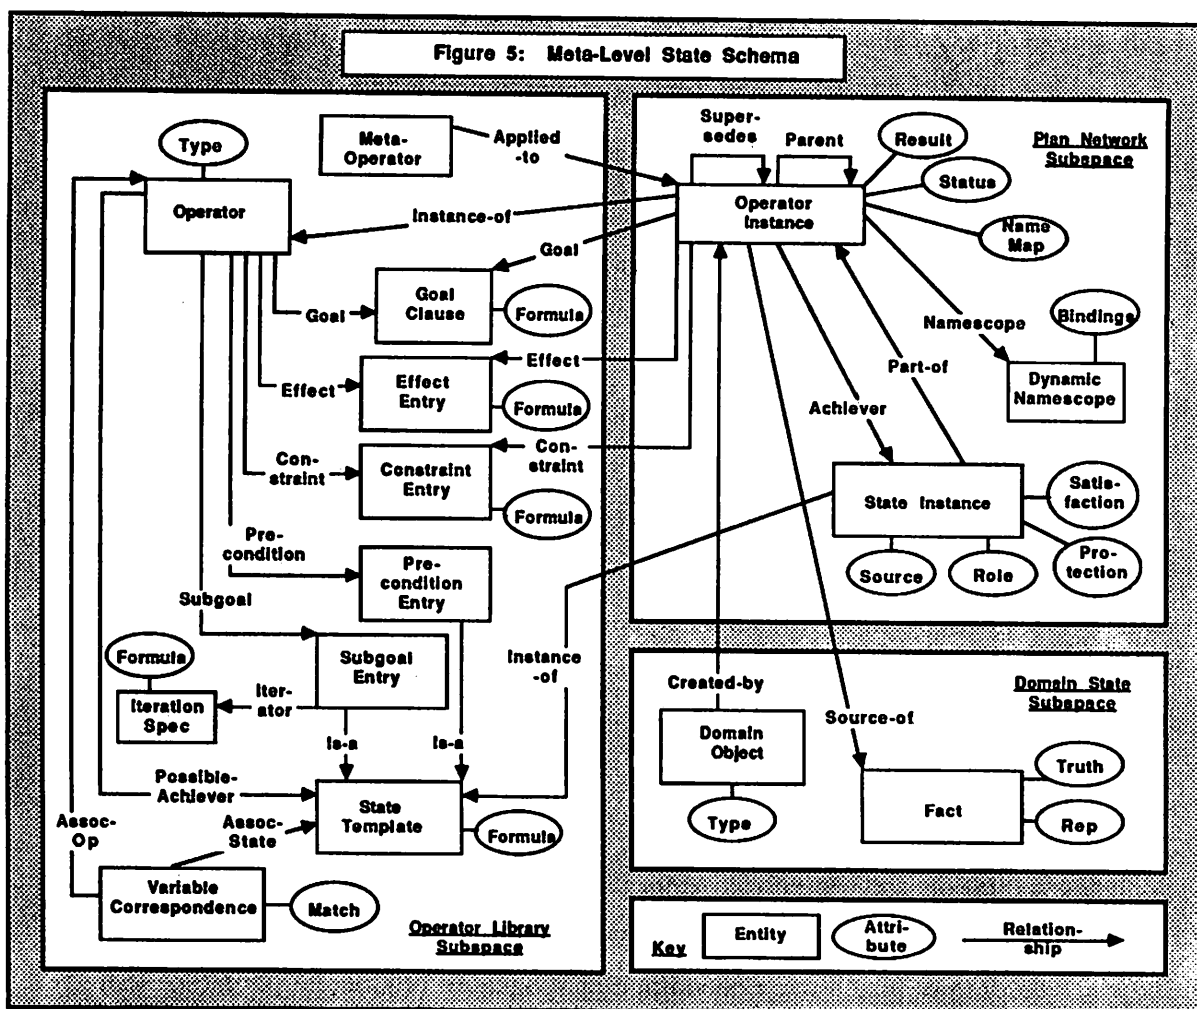 Figure 5: Meta-Level State Schema
Type
Meta-
Operator
Applied
-to
Operator
Instance-of
Goal
Goal
Clause
Formula
Goal
Effect
Effect
Entry
Formula
Effect
Con-
straint
Constraint
Entry
Formula
Con-
straint
Pre-
condition
Pre-
condition
Entry
Subgoal
Subgoal
Entry
Formula
Iteration
Spec
Iter-
ator
Is-a
Is-a
Instance
-of
Possible-
Achiever
State
Template
Formula
Assoc-
Op
Assoc-
State
Variable
Correspondence
Match
Operator Library
Subspace
Super-
sedes
Parent
Result
Plan Network
Subspace
Status
Operator
Instance
Name
Map
Namescope
Bindings
Dynamic
Namescope
Part-of
Achiever
State Instance
Satis-
faction
Source
Role
Pro-
tection
Created-by
Domain State
Subspace
Domain
Object
Type
Source-of
Fact
Truth
Rep
Key
Entity
Attri-
bute
Relation-
ship